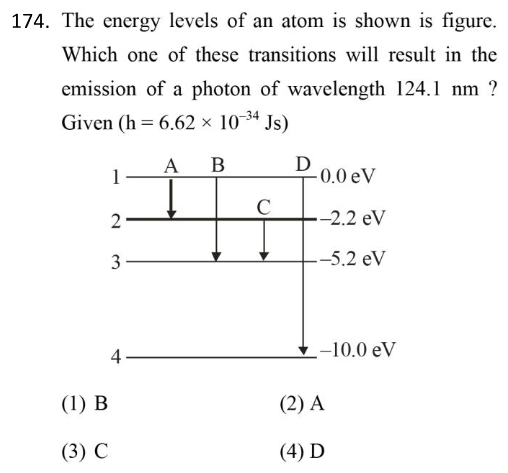 174. The energy levels of an atom is shown is figure.
Which one of these transitions will result in the
emission of a photon of wavelength 124.1 nm ?
Given (h = 6.62 × 10⁻³⁴ Js)
A B D
1 0.0 eV
C
2 –2.2 eV
3 –5.2 eV
4 –10.0 eV
(1) B (2) A
(3) C (4) D